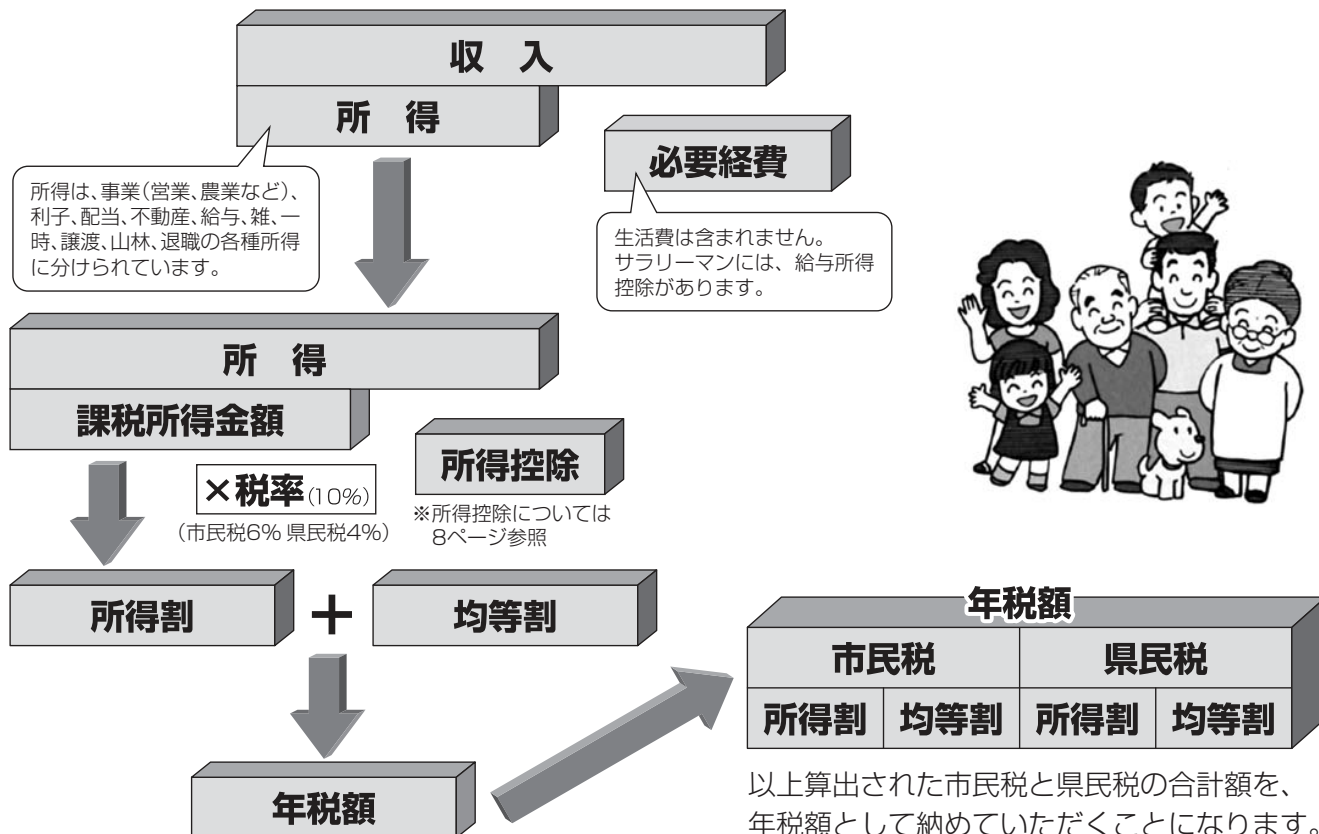 収　入
所　得
必要経費
所得は、事業（営業、農業など）、
利子、配当、不動産、給与、雑、一
時、譲渡、山林、退職の各種所得
に分けられています。
生活費は含まれません。
サラリーマンには、給与所得
控除があります。
所　得
課税所得金額
×税率（10%）
（市民税6% 県民税4%）
所得控除
※所得控除については
8ページ参照
所得割 ＋ 均等割
年税額
年税額
市民税 県民税
所得割 均等割 所得割 均等割
以上算出された市民税と県民税の合計額を、
年税額として納めていただくことになります。